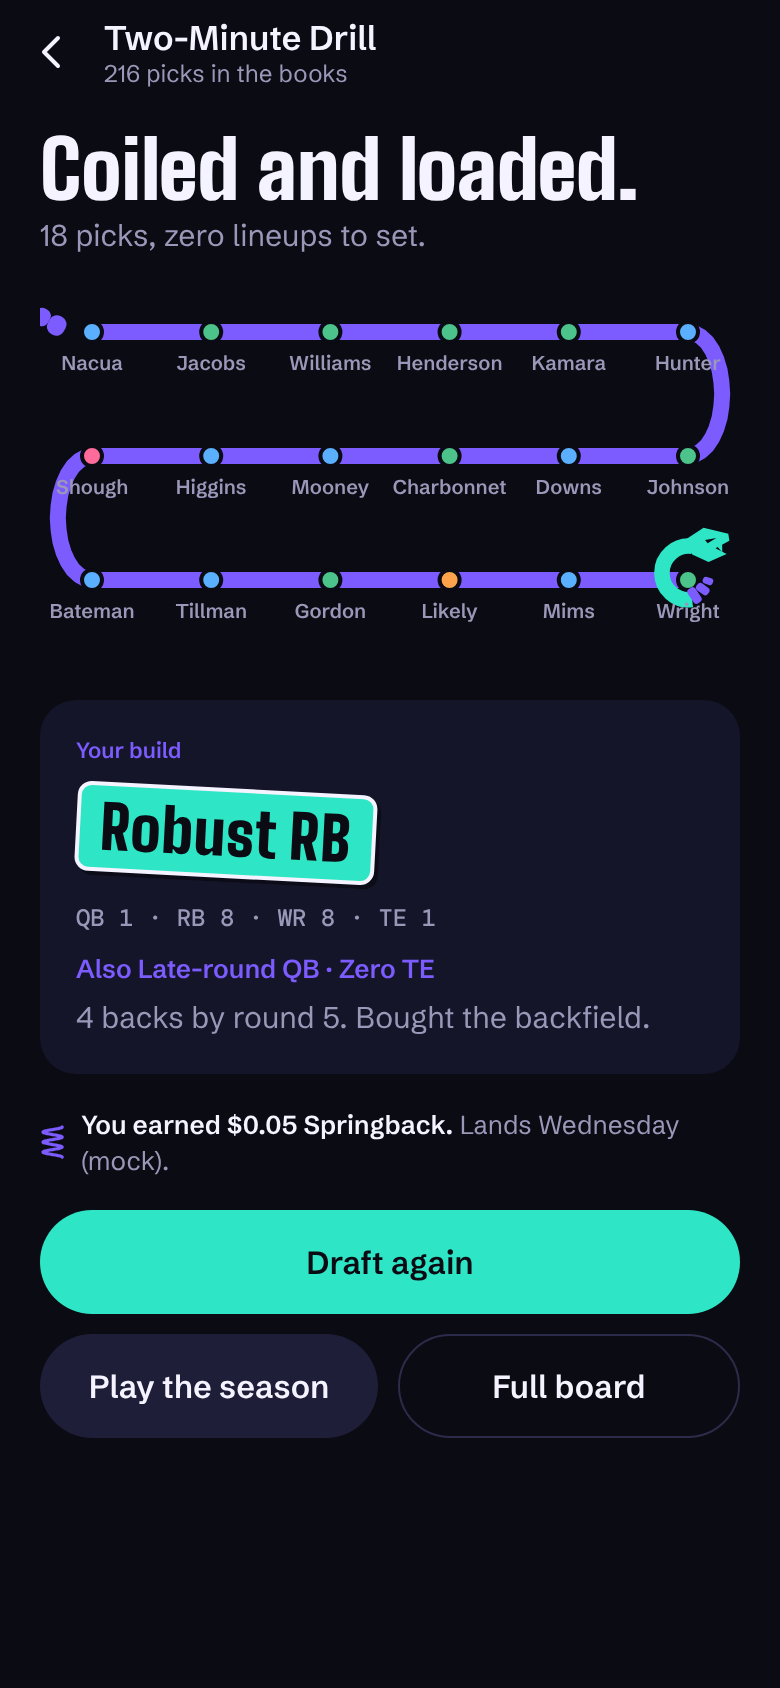 Two-Minute Drill
216 picks in the books
Coiled and loaded.
18 picks, zero lineups to set.
Nacua Jacobs Williams Henderson Kamara Hunter
Shough Higgins Mooney Charbonnet Downs Johnson
Bateman Tillman Gordon Likely Mims Wright
Your build
Robust RB
QB 1 · RB 8 · WR 8 · TE 1
Also Late-round QB · Zero TE
4 backs by round 5. Bought the backfield.
You earned $0.05 Springback. Lands Wednesday
(mock).
Draft again
Play the season Full board